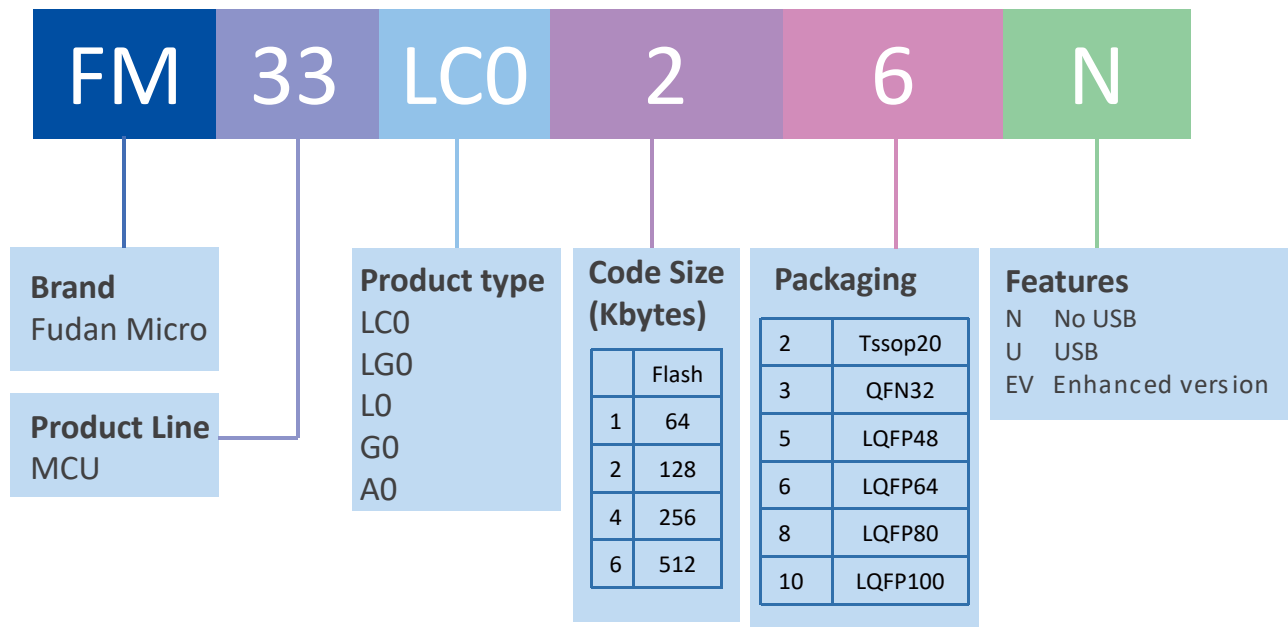 FM 33 LC0 2 6 N
Brand
Fudan Micro
Product Line
MCU
Product type
LC0
LG0
L0
G0
A0
Code Size
(Kbytes)
Flash
1 64
2 128
4 256
6 512
Packaging
2 Tssop20
3 QFN32
5 LQFP48
6 LQFP64
8 LQFP80
10 LQFP100
Features
N No USB
U USB
EV Enhanced version